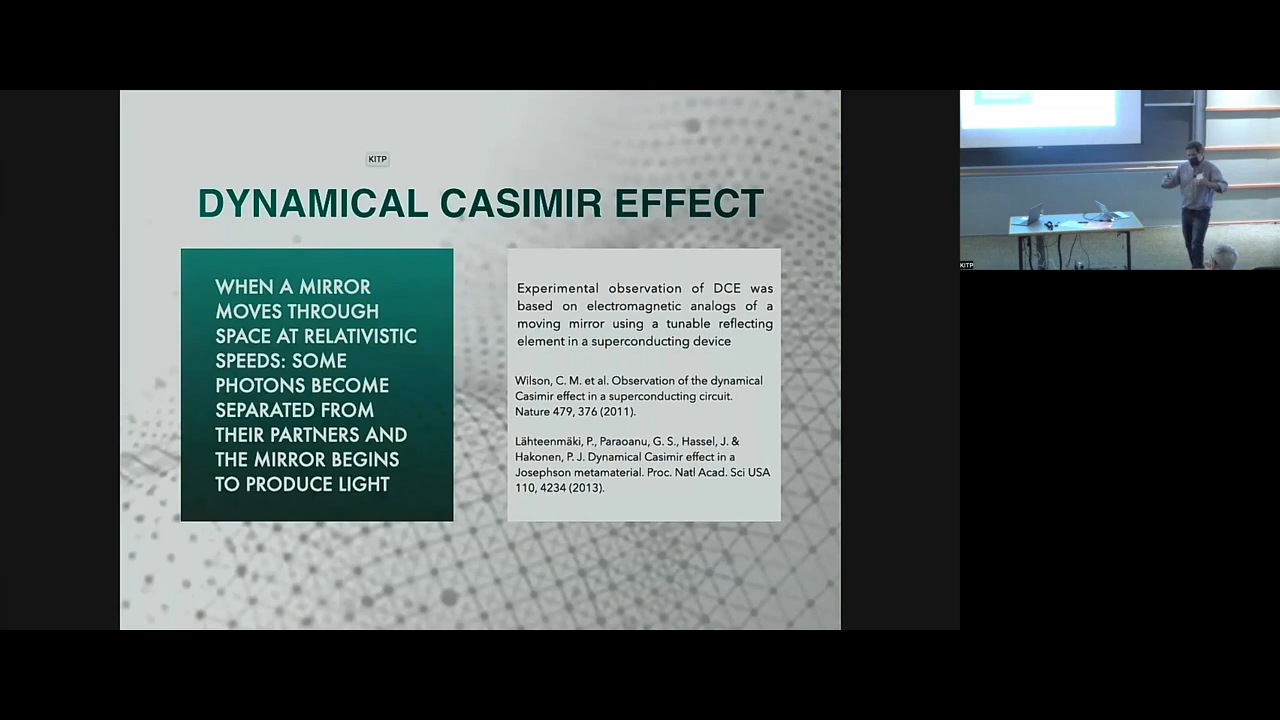 KITP
DYNAMICAL CASIMIR EFFECT
WHEN A MIRROR
MOVES THROUGH
SPACE AT RELATIVISTIC
SPEEDS: SOME
PHOTONS BECOME
SEPARATED FROM
THEIR PARTNERS AND
THE MIRROR BEGINS
TO PRODUCE LIGHT
Experimental observation of DCE was
based on electromagnetic analogs of a
moving mirror using a tunable reflecting
element in a superconducting device
Wilson, C. M. et al. Observation of the dynamical
Casimir effect in a superconducting circuit.
Nature 479, 376 (2011).
Lähteenmäki, P., Paraoanu, G. S., Hassel, J. &
Hakonen, P. J. Dynamical Casimir effect in a
Josephson metamaterial. Proc. Natl Acad. Sci USA
110, 4234 (2013).
KITP